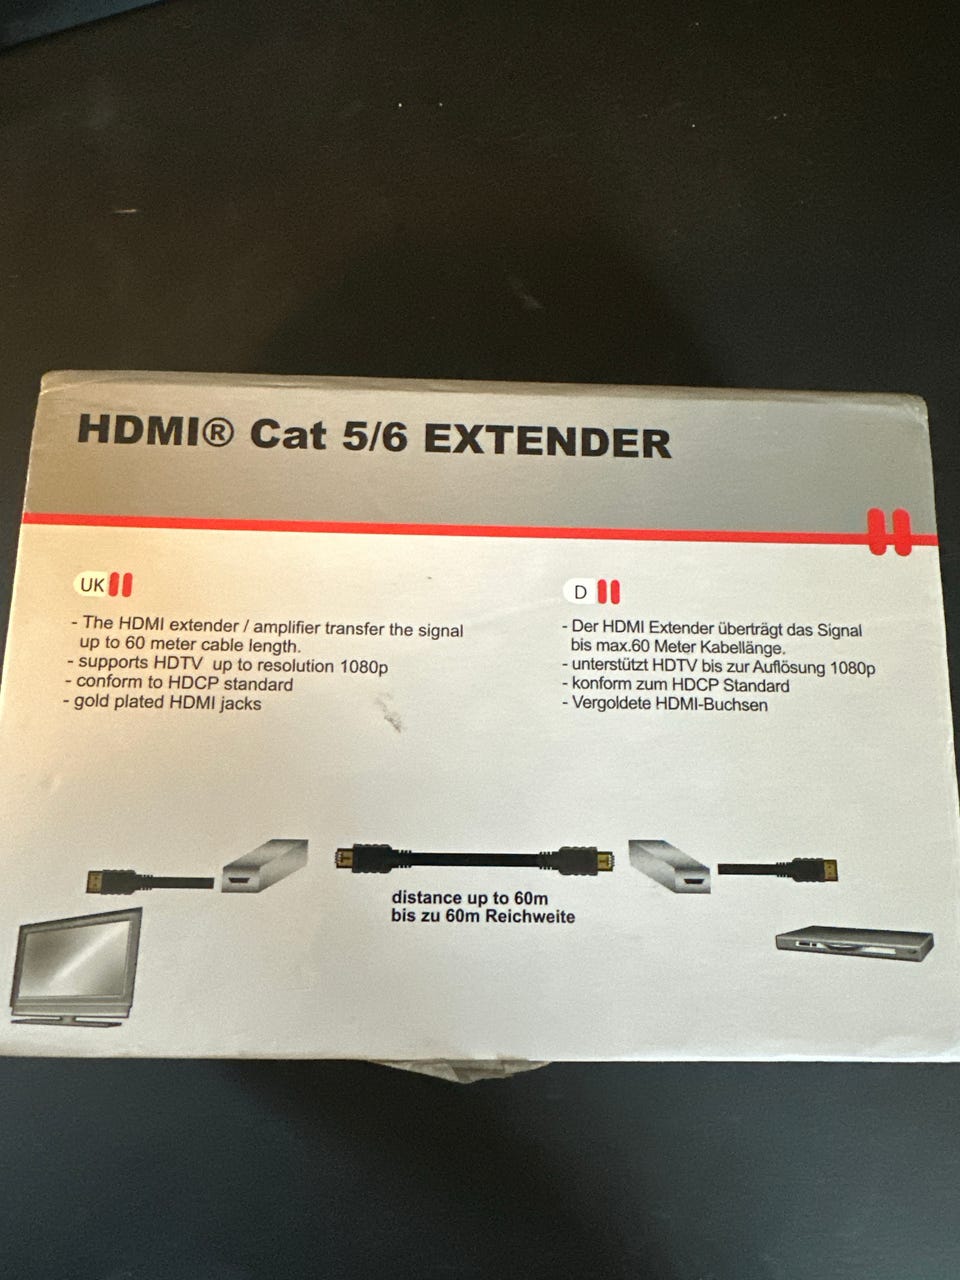 HDMI® Cat 5/6 EXTENDER
UK
- The HDMI extender / amplifier transfer the signal
up to 60 meter cable length.
- supports HDTV up to resolution 1080p
- conform to HDCP standard
- gold plated HDMI jacks
D
- Der HDMI Extender überträgt das Signal
bis max.60 Meter Kabellänge.
- unterstützt HDTV bis zur Auflösung 1080p
- konform zum HDCP Standard
- Vergoldete HDMI-Buchsen
distance up to 60m
bis zu 60m Reichweite